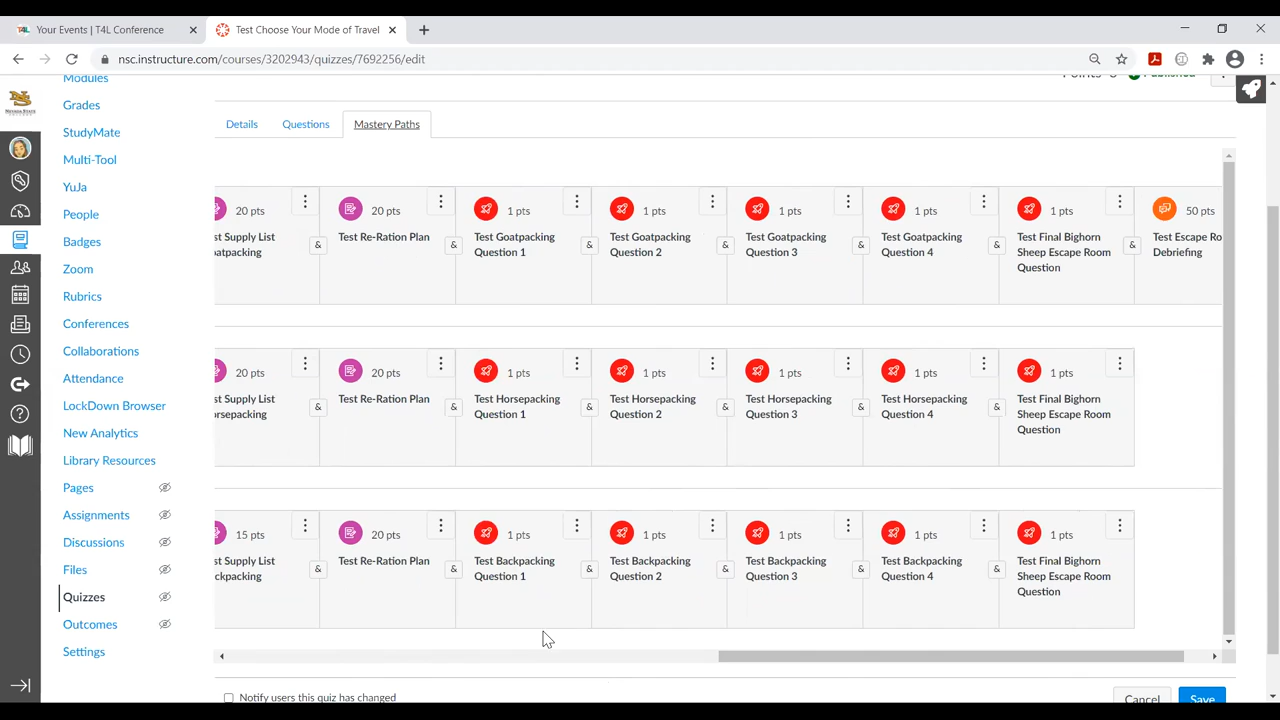 Your Events | T4L Conference
Test Choose Your Mode of Travel
nsc.instructure.com/courses/3202943/quizzes/7692256/edit
Modules
Grades
StudyMate
Multi-Tool
YuJa
People
Badges
Zoom
Rubrics
Conferences
Collaborations
Attendance
LockDown Browser
New Analytics
Library Resources
Pages
Assignments
Discussions
Files
Quizzes
Outcomes
Settings
Published
Details Questions Mastery Paths
20 pts 20 pts 1 pts 1 pts 1 pts 1 pts 1 pts 50 pts
st Supply List Test Re-Ration Plan Test Goatpacking Test Goatpacking Test Goatpacking Test Goatpacking Test Final Bighorn Test Escape Ro
oatpacking & & Question 1 & Question 2 & Question 3 & Question 4 & Sheep Escape Room & Debriefing
Question
20 pts 20 pts 1 pts 1 pts 1 pts 1 pts 1 pts
st Supply List Test Re-Ration Plan Test Horsepacking Test Horsepacking Test Horsepacking Test Horsepacking Test Final Bighorn
orsepacking & & Question 1 & Question 2 & Question 3 & Question 4 & Sheep Escape Room
Question
15 pts 20 pts 1 pts 1 pts 1 pts 1 pts 1 pts
st Supply List Test Re-Ration Plan Test Backpacking Test Backpacking Test Backpacking Test Backpacking Test Final Bighorn
ckpacking & & Question 1 & Question 2 & Question 3 & Question 4 & Sheep Escape Room
Question
Notify users this quiz has changed
Cancel Save